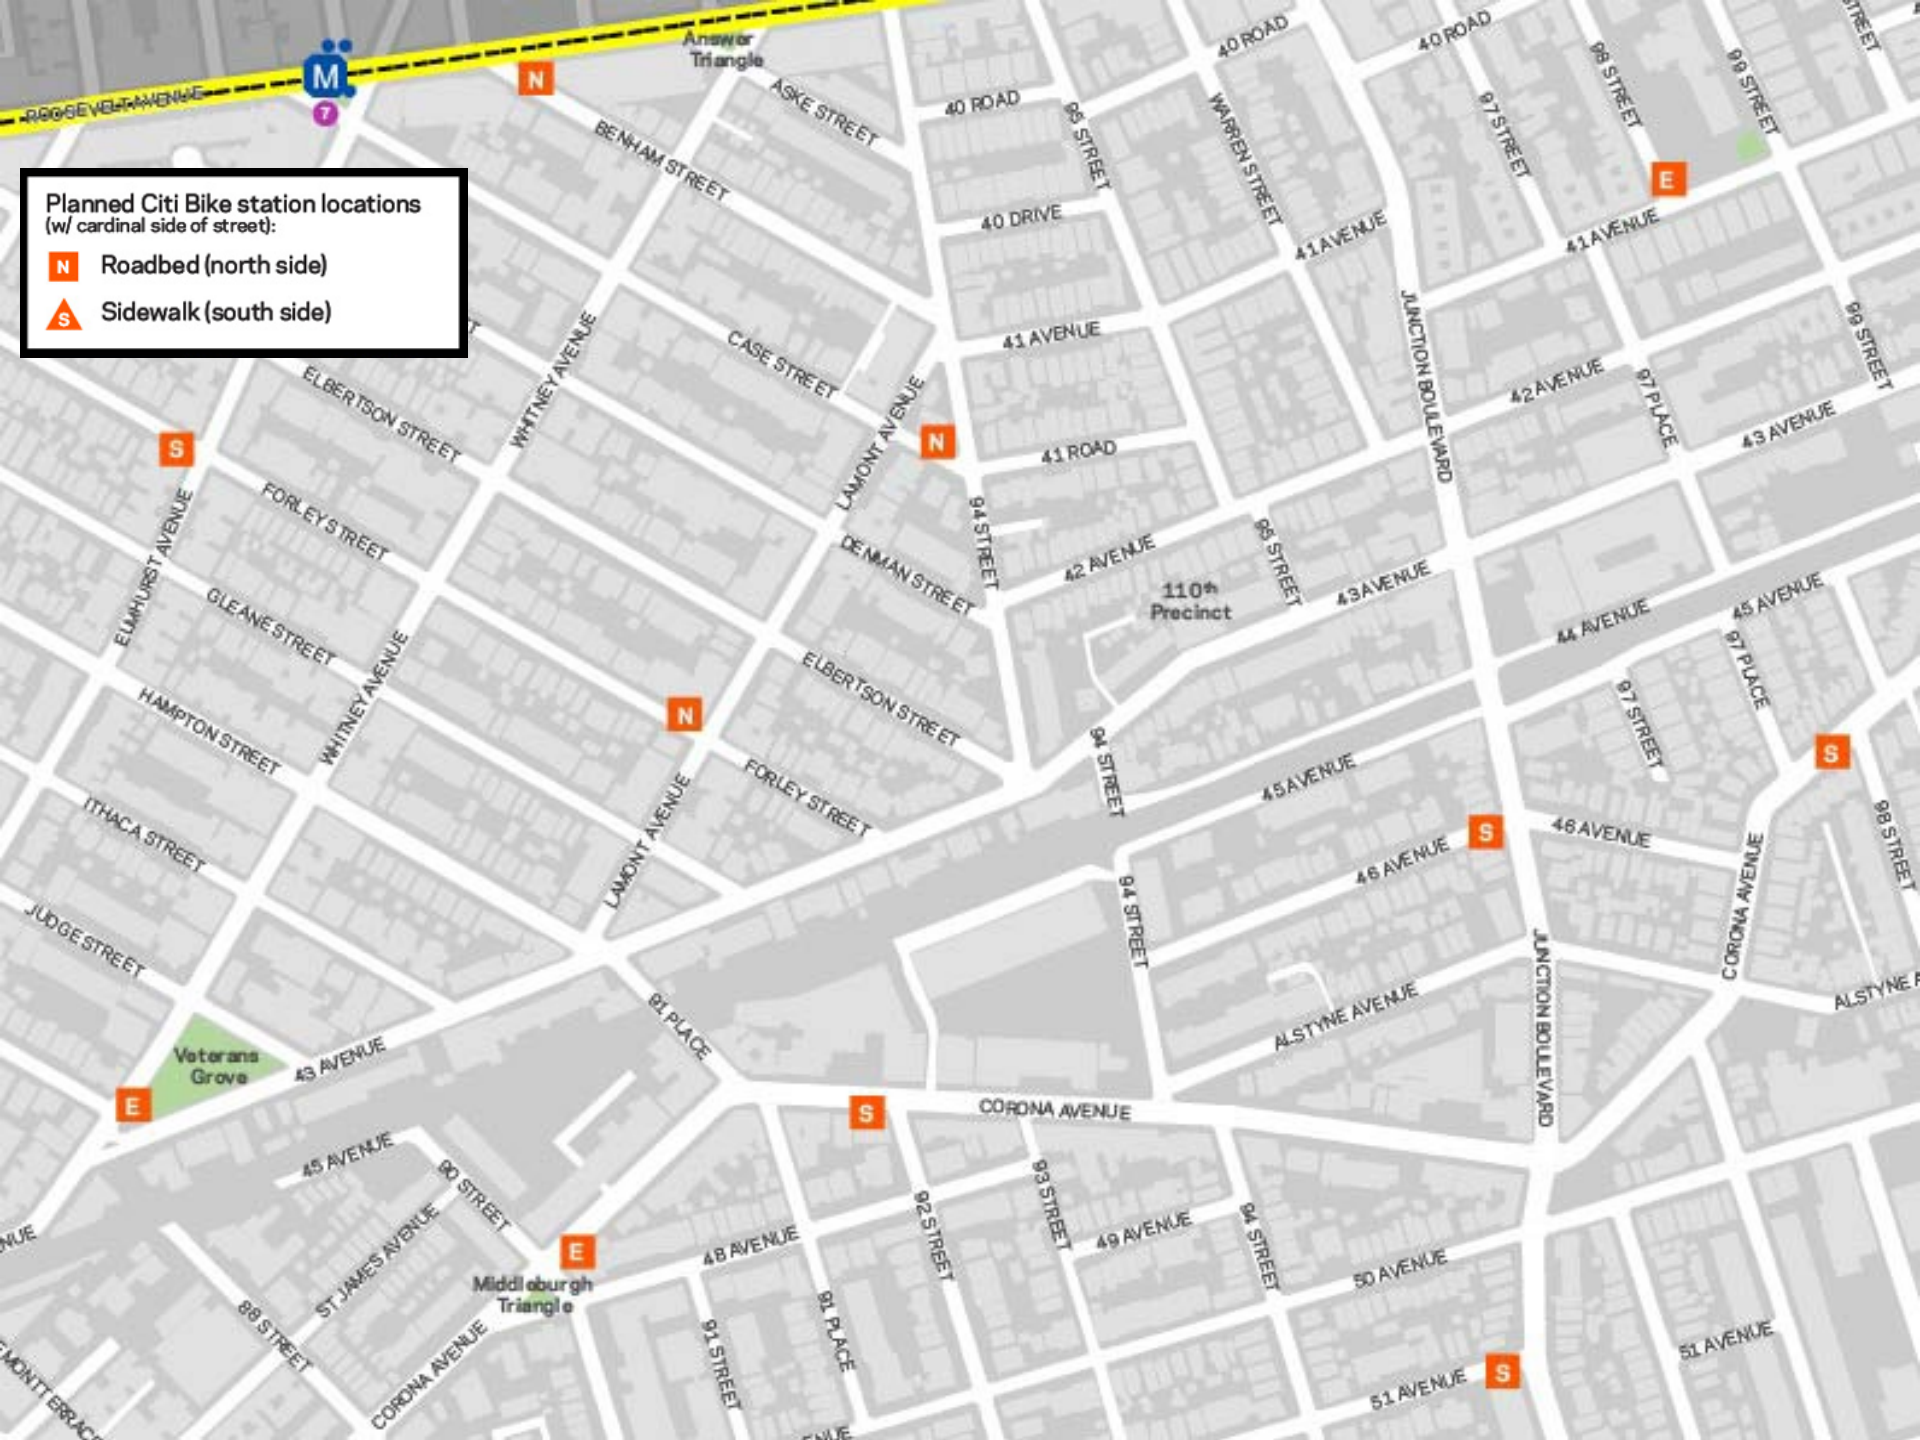 Answer
Triangle
M
7
ROOSEVELT AVENUE
N
ASKE STREET
BENHAM STREET
40 ROAD
40 ROAD
40 ROAD
95 STREET
WARREN STREET
97 STREET
98 STREET
99 STREET
E
Planned Citi Bike station locations
(w/ cardinal side of street):
N Roadbed (north side)
S Sidewalk (south side)
40 DRIVE
41 AVENUE
41 AVENUE
41 AVENUE
JUNCTION BOULEVARD
99 STREET
CASE STREET
WHITNEY AVENUE
ELBERTSON STREET
LAMONT AVENUE
N
41 ROAD
42 AVENUE
97 PLACE
43 AVENUE
S
FORLEY STREET
ELMHURST AVENUE
94 STREET
DENMAN STREET
42 AVENUE
95 STREET
43 AVENUE
110th
Precinct
44 AVENUE
45 AVENUE
GLEANE STREET
WHITNEY AVENUE
HAMPTON STREET
ELBERTSON STREET
N
97 STREET
97 PLACE
S
94 STREET
45 AVENUE
FORLEY STREET
LAMONT AVENUE
ITHACA STREET
S
46 AVENUE
46 AVENUE
98 STREET
CORONA AVENUE
94 STREET
JUDGE STREET
JUNCTION BOULEVARD
ALSTYNE AVENUE
ALSTYNE A
91 PLACE
Veterans
Grove
43 AVENUE
E
S
CORONA AVENUE
45 AVENUE
90 STREET
93 STREET
92 STREET
94 STREET
49 AVENUE
48 AVENUE
NUE
ST JAMES AVENUE
E
Middleburgh
Triangle
50 AVENUE
88 STREET
CORONA AVENUE
91 STREET
91 PLACE
51 AVENUE
51 AVENUE
S
ENUE